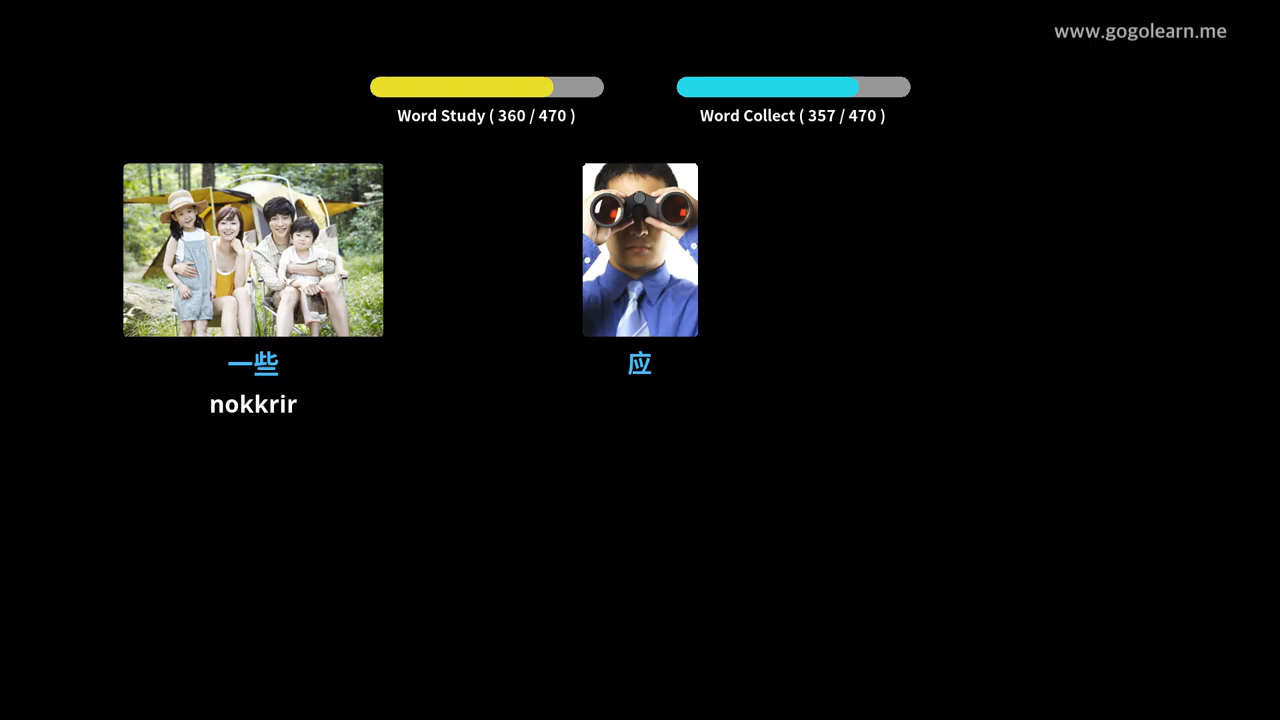 www.gogolearn.me
Word Study ( 360 / 470 )
Word Collect ( 357 / 470 )
一些
应
nokkrir